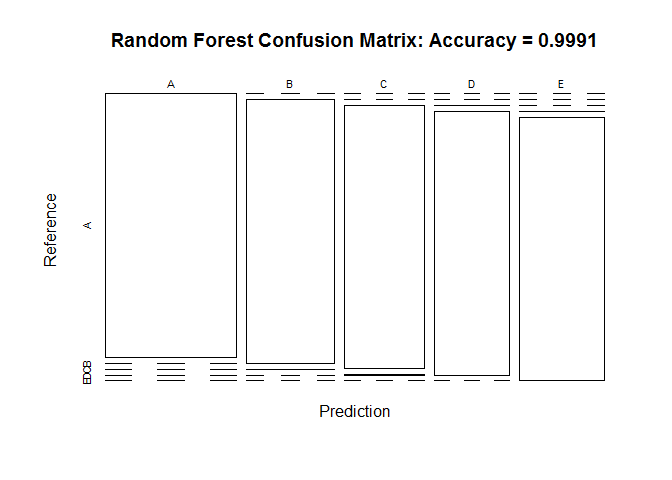 Random Forest Confusion Matrix: Accuracy = 0.9991
A B C D E
Reference
A
EDCB
Prediction